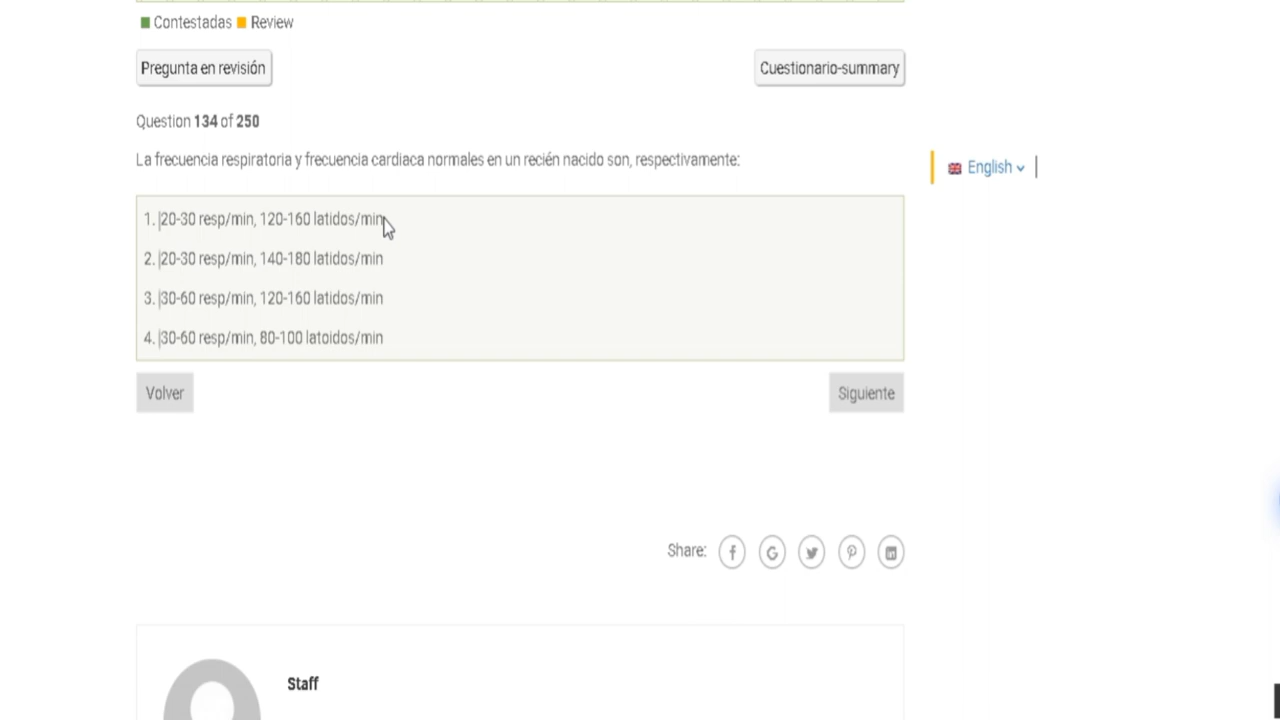 Contestadas Review
Pregunta en revisión Cuestionario-summary
Question 134 of 250
La frecuencia respiratoria y frecuencia cardiaca normales en un recién nacido son, respectivamente:
English
1. 20-30 resp/min, 120-160 latidos/min
2. 20-30 resp/min, 140-180 latidos/min
3. 30-60 resp/min, 120-160 latidos/min
4. 30-60 resp/min, 80-100 latoidos/min
Volver Siguiente
Share:
Staff